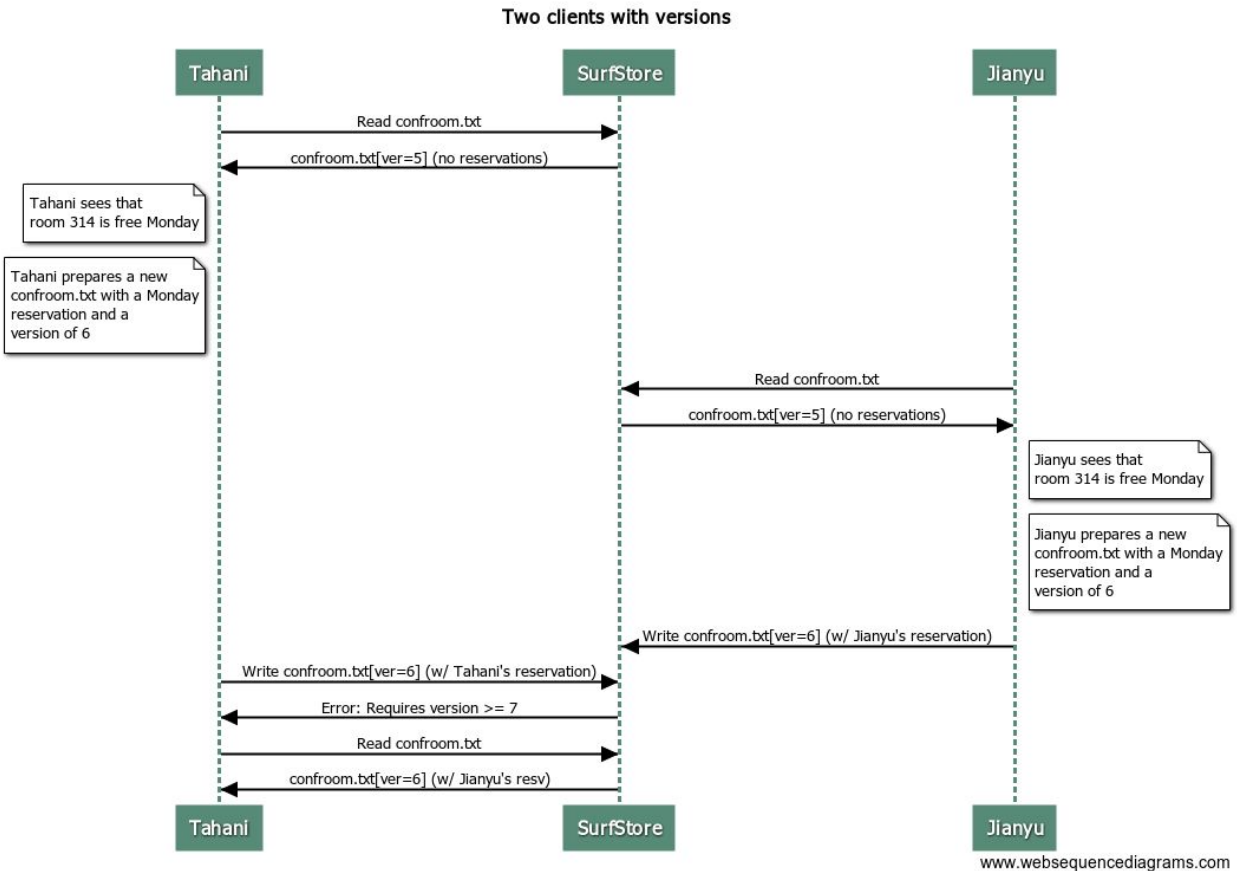 Two clients with versions
Tahani
SurfStore
Jianyu
Read confroom.txt
confroom.txt[ver=5] (no reservations)
Tahani sees that
room 314 is free Monday
Tahani prepares a new
confroom.txt with a Monday
reservation and a
version of 6
Read confroom.txt
confroom.txt[ver=5] (no reservations)
Jianyu sees that
room 314 is free Monday
Jianyu prepares a new
confroom.txt with a Monday
reservation and a
version of 6
Write confroom.txt[ver=6] (w/ Jianyu's reservation)
Write confroom.txt[ver=6] (w/ Tahani's reservation)
Error: Requires version >= 7
Read confroom.txt
confroom.txt[ver=6] (w/ Jianyu's resv)
Tahani
SurfStore
Jianyu
www.websequencediagrams.com